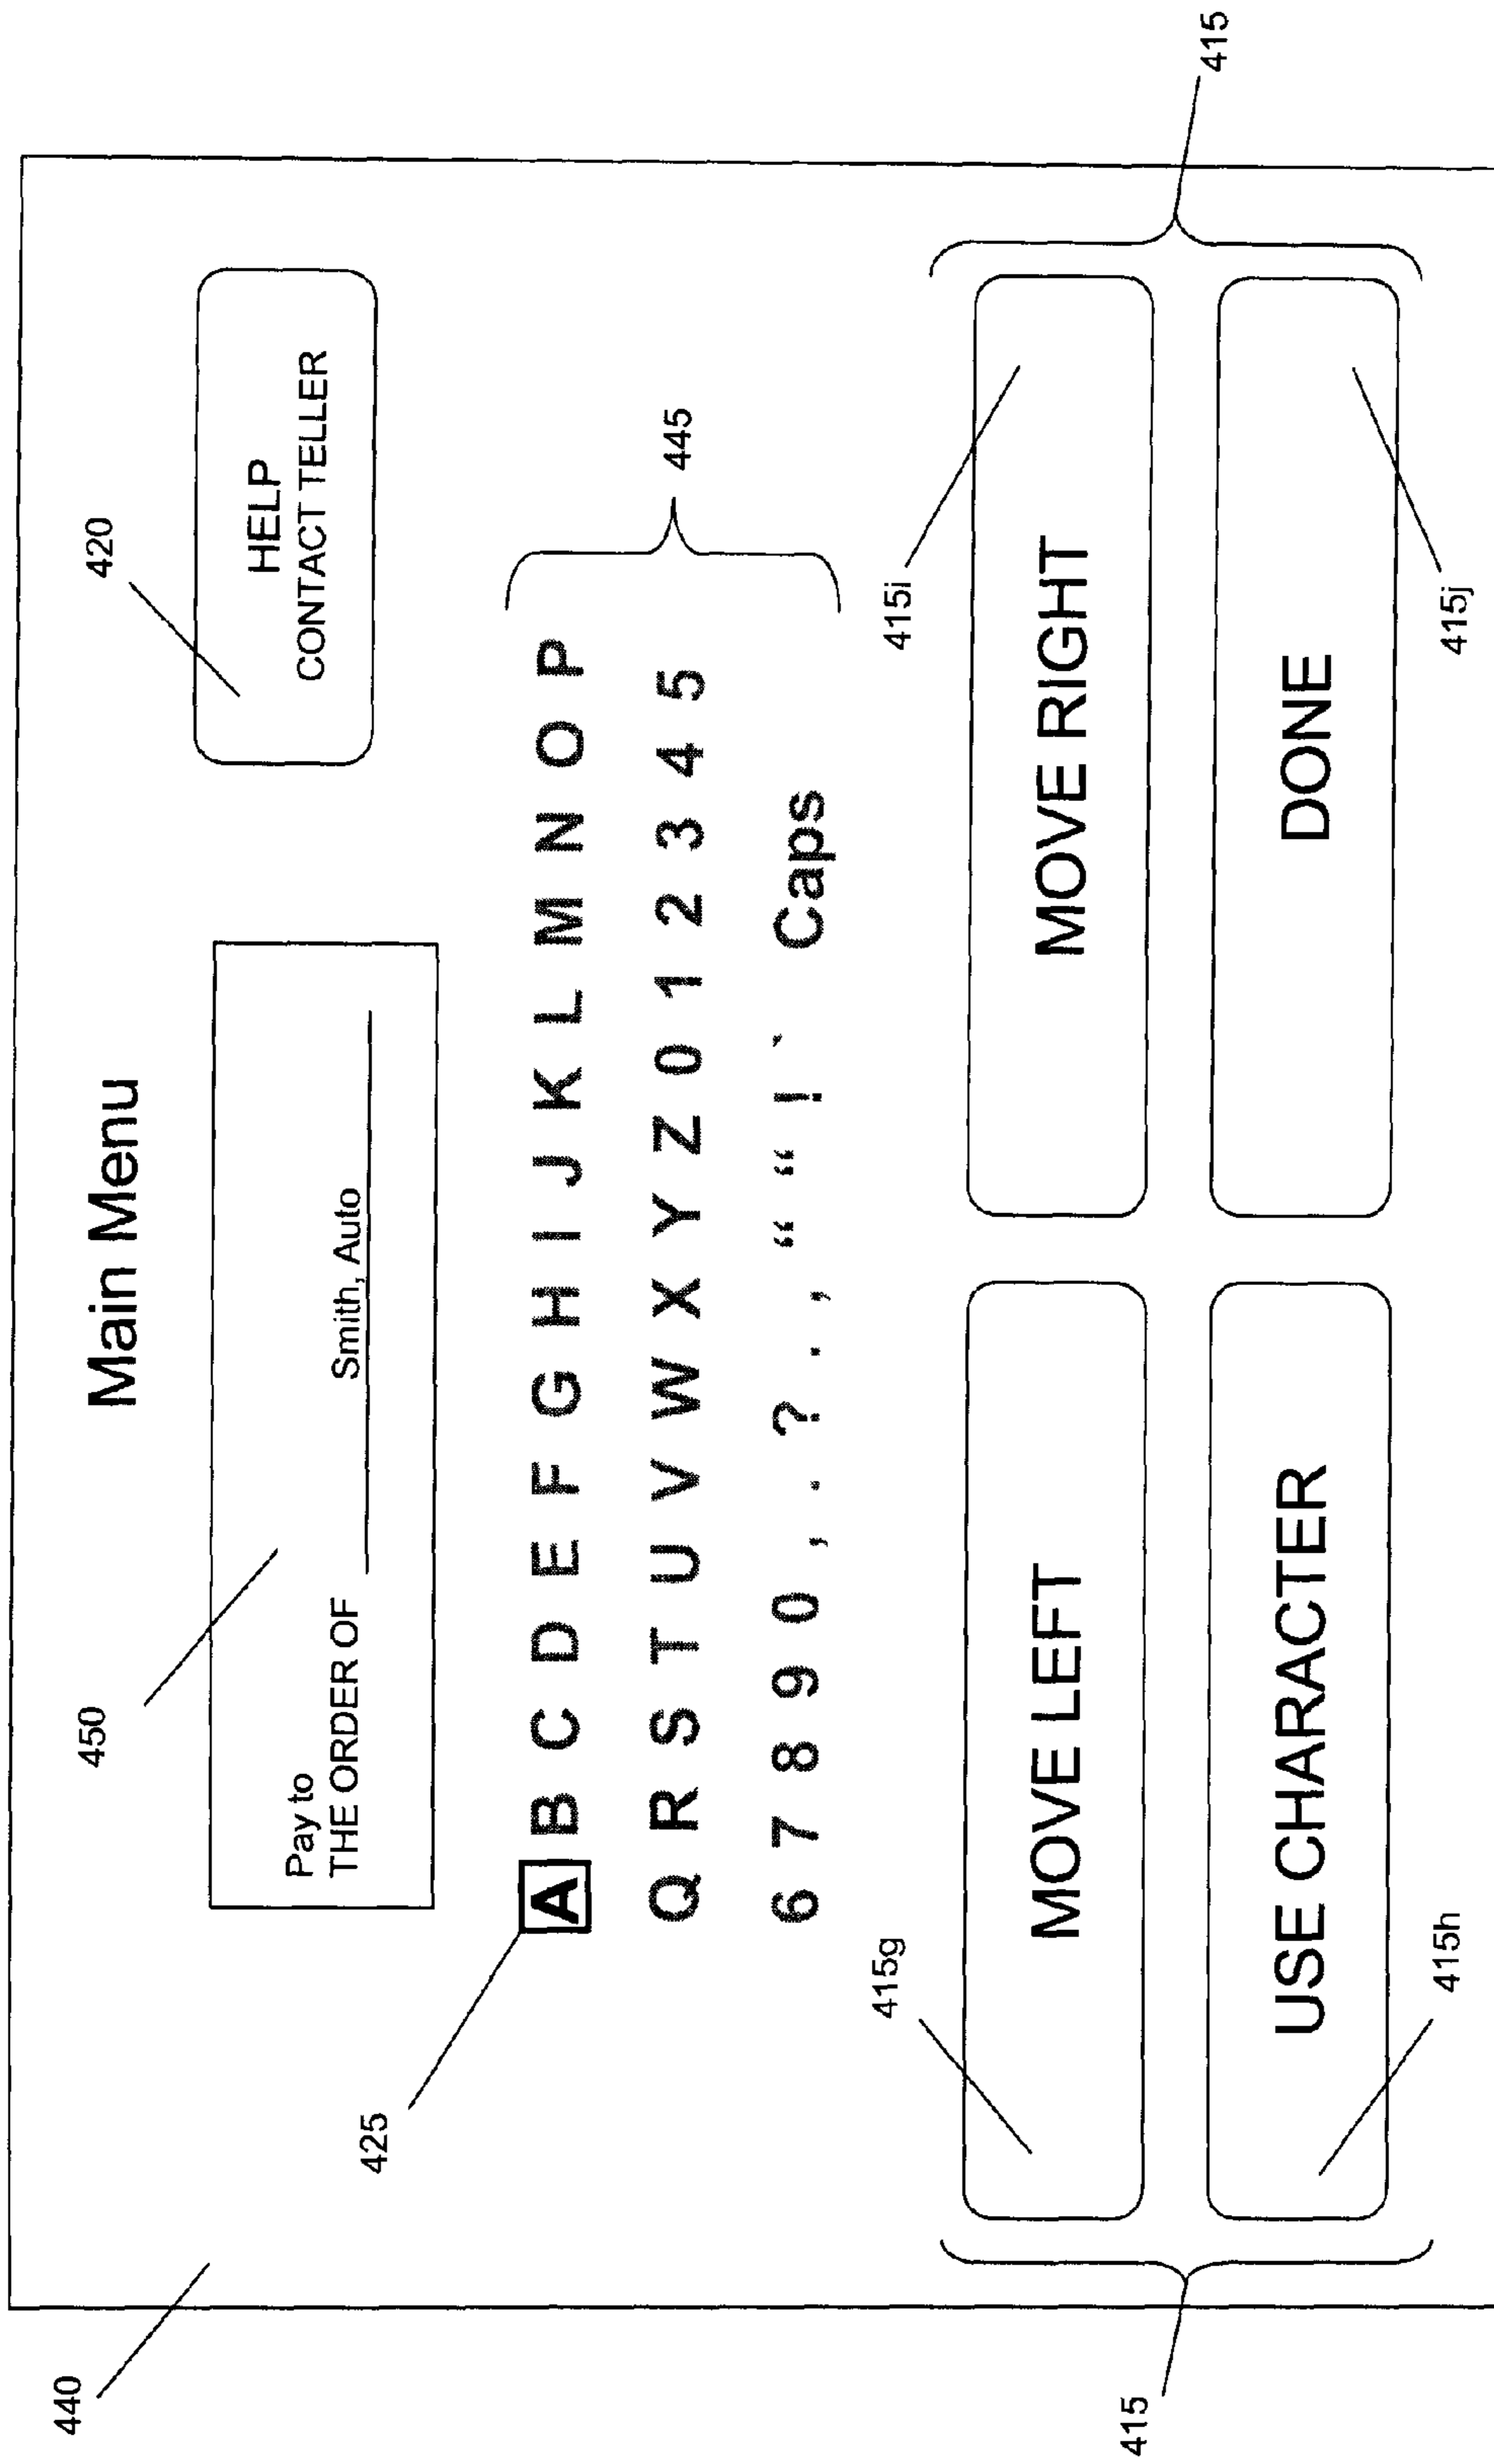 440
Main Menu
450
420
Pay to
THE ORDER OF Smith, Auto
HELP
CONTACT TELLER
425
A B C D E F G H I J K L M N O P
Q R S T U V W X Y Z 0 1 2 3 4 5
6 7 8 9 0 , . ? . , “ “ ! ` Caps
445
415g
415i
MOVE LEFT
MOVE RIGHT
415
415
USE CHARACTER
DONE
415h
415j